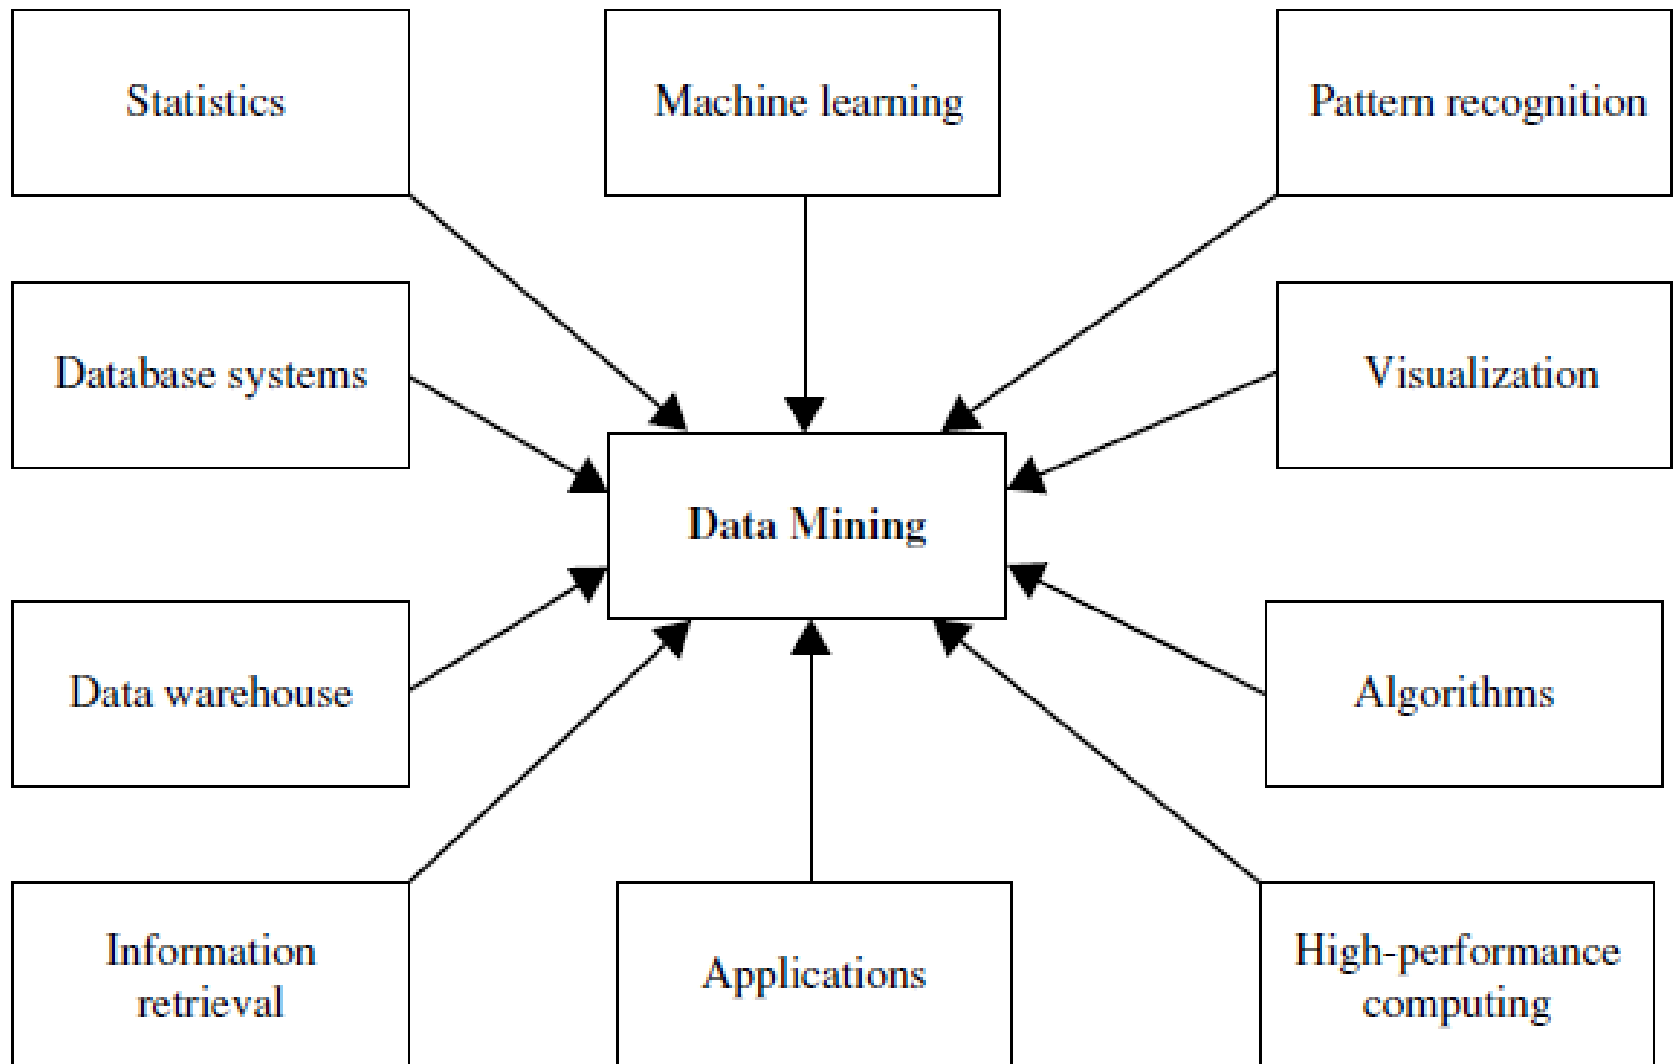 Statistics
Machine learning
Pattern recognition
Database systems
Visualization
Data Mining
Data warehouse
Algorithms
Information
retrieval
Applications
High-performance
computing